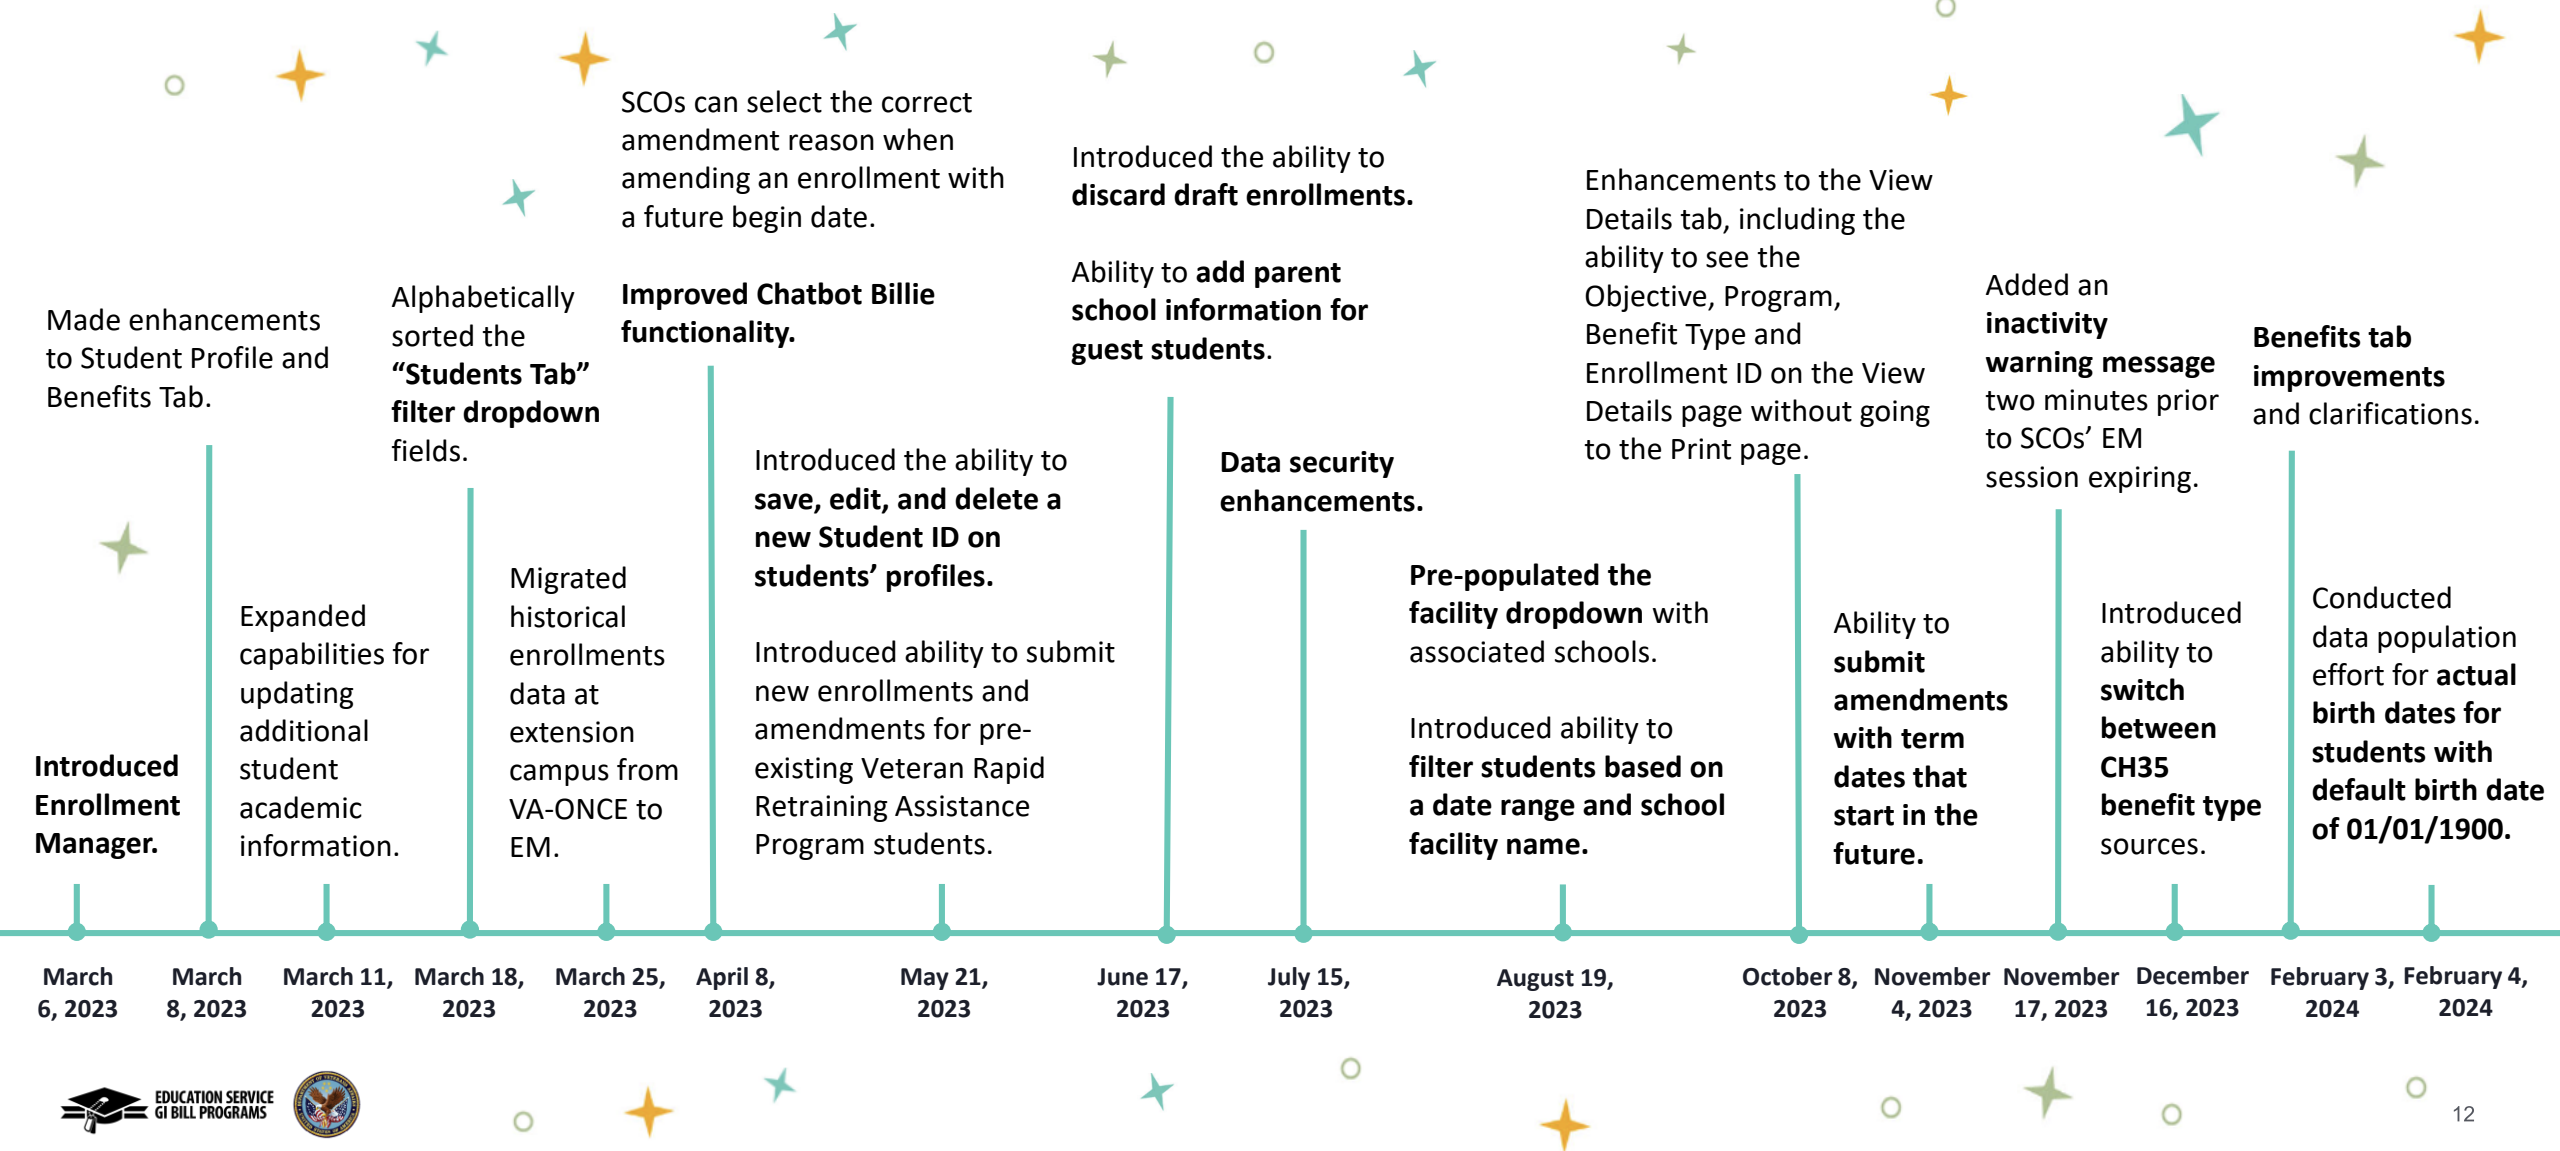 Introduced
Enrollment
Manager.
Made enhancements
to Student Profile and
Benefits Tab.
Expanded
capabilities for
updating
additional
student
academic
information.
Alphabetically
sorted the
“Students Tab”
filter dropdown
fields.
Migrated
historical
enrollments
data at
extension
campus from
VA-ONCE to
EM.
SCOs can select the correct
amendment reason when
amending an enrollment with
a future begin date.
Improved Chatbot Billie
functionality.
Introduced the ability to
save, edit, and delete a
new Student ID on
students’ profiles.
Introduced ability to submit
new enrollments and
amendments for pre-
existing Veteran Rapid
Retraining Assistance
Program students.
Introduced the ability to
discard draft enrollments.
Ability to add parent
school information for
guest students.
Data security
enhancements.
Pre-populated the
facility dropdown with
associated schools.
Introduced ability to
filter students based on
a date range and school
facility name.
Enhancements to the View
Details tab, including the
ability to see the
Objective, Program,
Benefit Type and
Enrollment ID on the View
Details page without going
to the Print page.
Ability to
submit
amendments
with term
dates that
start in the
future.
Added an
inactivity
warning message
two minutes prior
to SCOs’ EM
session expiring.
Introduced
ability to
switch
between
CH35
benefit type
sources.
Benefits tab
improvements
and clarifications.
Conducted
data population
effort for actual
birth dates for
students with
default birth date
of 01/01/1900.
March
6, 2023
March
8, 2023
March 11,
2023
March 18,
2023
March 25,
2023
April 8,
2023
May 21,
2023
June 17,
2023
July 15,
2023
August 19,
2023
October 8,
2023
November
4, 2023
November
17, 2023
December
16, 2023
February 3,
2024
February 4,
2024
EDUCATION SERVICE
GI BILL PROGRAMS
12